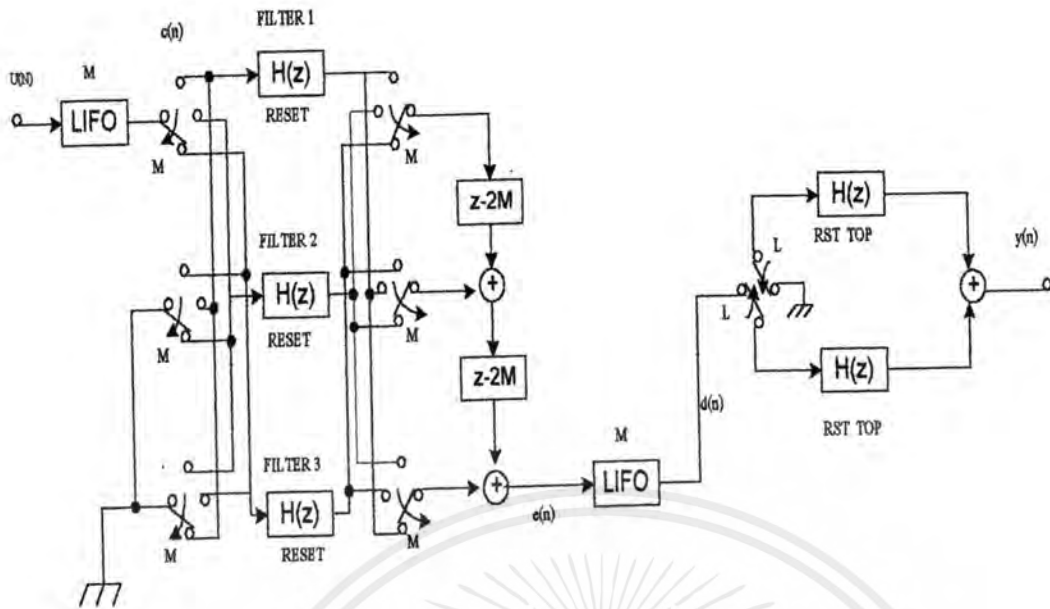 FILTER 1
c(n)
U(N)
M
LIFO
H(z)
RESET
M
M
z-2M
FILTER 2
H(z)
RESET
M
M
z-2M
FILTER 3
H(z)
RESET
M
M
e(n)
M
LIFO
d(n)
H(z)
RST TOP
L
L
y(n)
H(z)
RST TOP